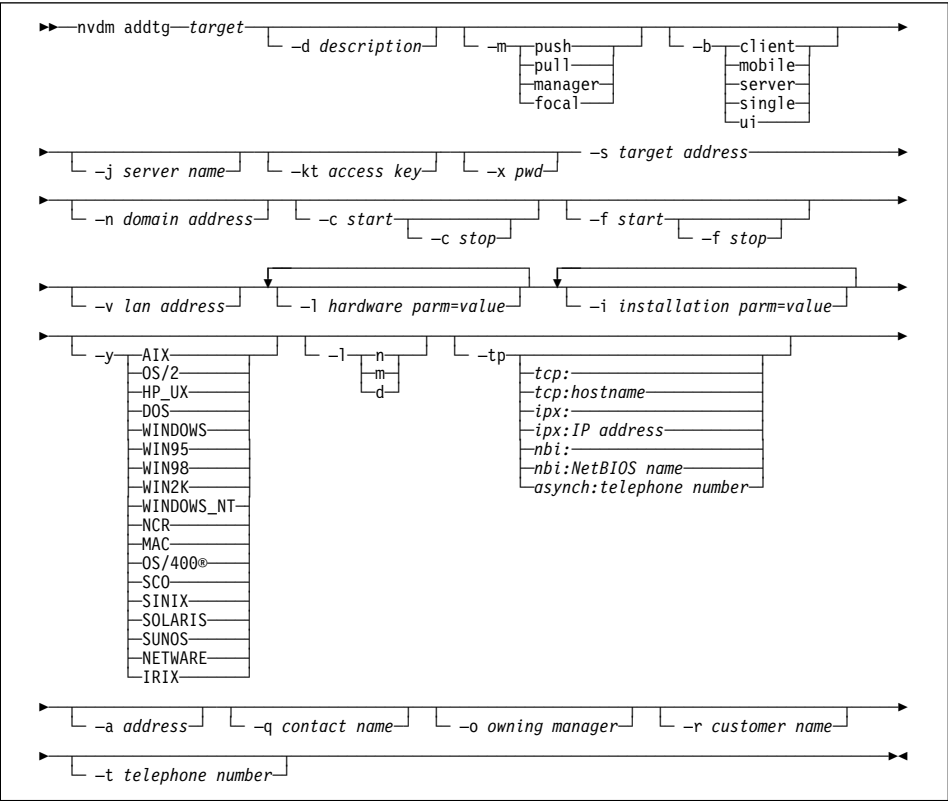 nvdm addtg target
–d description –m push –b client
pull mobile
manager server
focal single
ui
–j server name –kt access key –x pwd –s target address
–n domain address –c start –f start
–c stop –f stop
–v lan address –l hardware parm=value –i installation parm=value
–y AIX –l n –tp
OS/2 m tcp:
HP_UX d tcp:hostname
DOS ipx:
WINDOWS ipx:IP address
WIN95 nbi:
WIN98 nbi:NetBIOS name
WIN2K asynch:telephone number
WINDOWS_NT
NCR
MAC
OS/400®
SCO
SINIX
SOLARIS
SUNOS
NETWARE
IRIX
–a address –q contact name –o owning manager –r customer name
–t telephone number